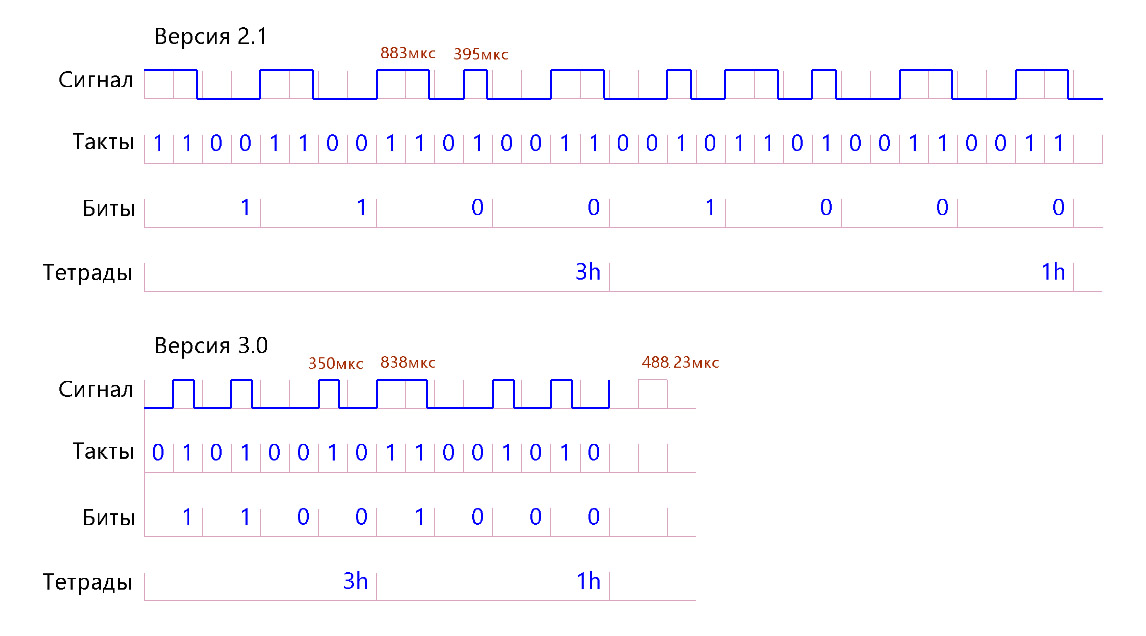 Версия 2.1
883мкс 395мкс
Сигнал
Такты 1 1 0 0 1 1 0 0 1 1 0 1 0 0 1 1 0 0 1 0 1 1 0 1 0 0 1 1 0 0 1 1
Биты 1 1 0 0 1 0 0 0
Тетрады 3h 1h
Версия 3.0
350мкс 838мкс 488.23мкс
Сигнал
Такты 0 1 0 1 0 0 1 0 1 1 0 0 1 0 1 0
Биты 1 1 0 0 1 0 0 0
Тетрады 3h 1h